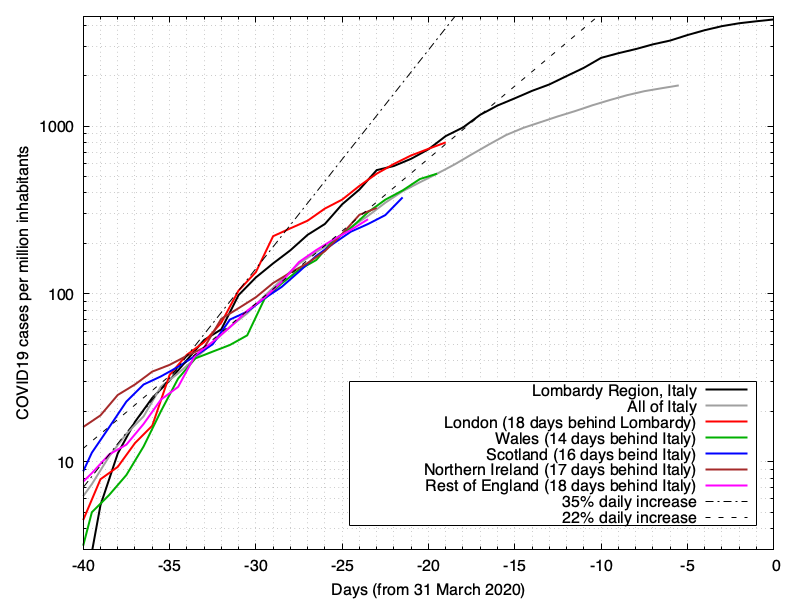 1000
100
10
COVID19 cases per million inhabitants
Lombardy Region, Italy
All of Italy
London (18 days behind Lombardy)
Wales (14 days behind Italy)
Scotland (16 days beind Italy)
Northern Ireland (17 days behind Italy)
Rest of England (18 days behind Italy)
35% daily increase
22% daily increase
-40 -35 -30 -25 -20 -15 -10 -5 0
Days (from 31 March 2020)